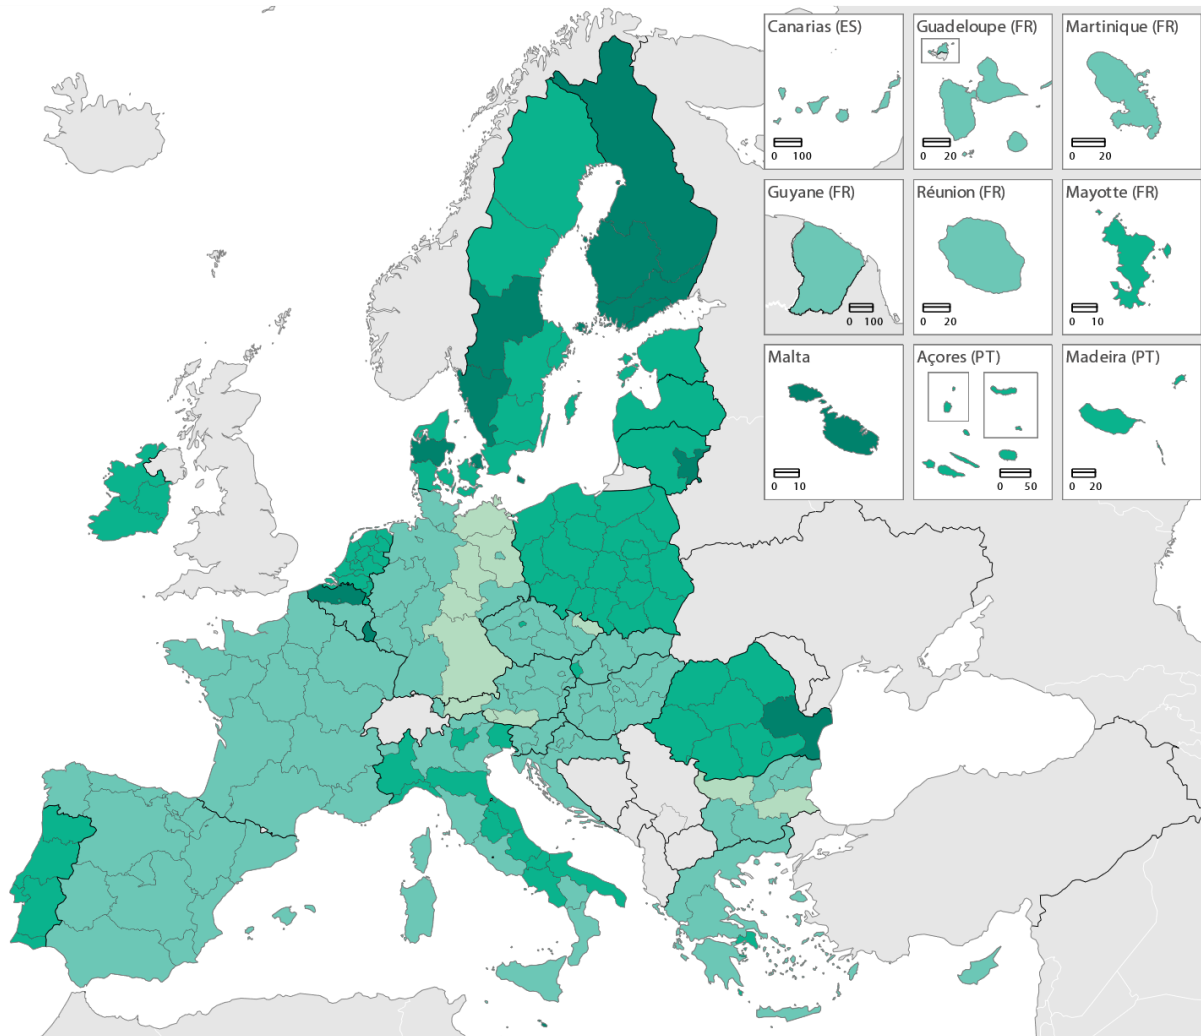 Canarias (ES)
0 100
Guadeloupe (FR)
0 20
Martinique (FR)
0 20
Guyane (FR)
0 100
Réunion (FR)
0 20
Mayotte (FR)
0 10
Malta
0 10
Açores (PT)
0 50
Madeira (PT)
0 20